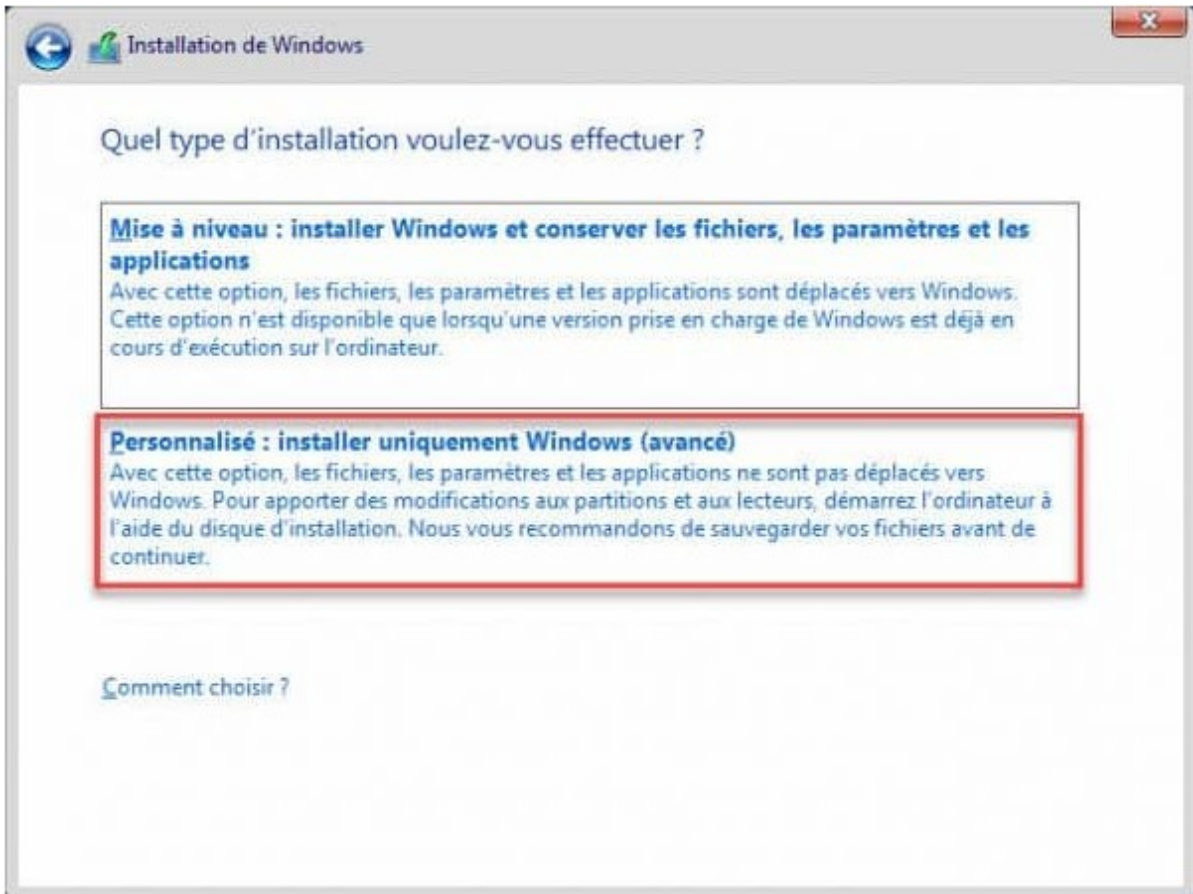 Installation de Windows
Quel type d'installation voulez-vous effectuer ?
Mise à niveau : installer Windows et conserver les fichiers, les paramètres et les
applications
Avec cette option, les fichiers, les paramètres et les applications sont déplacés vers Windows.
Cette option n'est disponible que lorsqu'une version prise en charge de Windows est déjà en
cours d'exécution sur l'ordinateur.
Personnalisé : installer uniquement Windows (avancé)
Avec cette option, les fichiers, les paramètres et les applications ne sont pas déplacés vers
Windows. Pour apporter des modifications aux partitions et aux lecteurs, démarrez l'ordinateur à
l'aide du disque d'installation. Nous vous recommandons de sauvegarder vos fichiers avant de
continuer.
Comment choisir ?